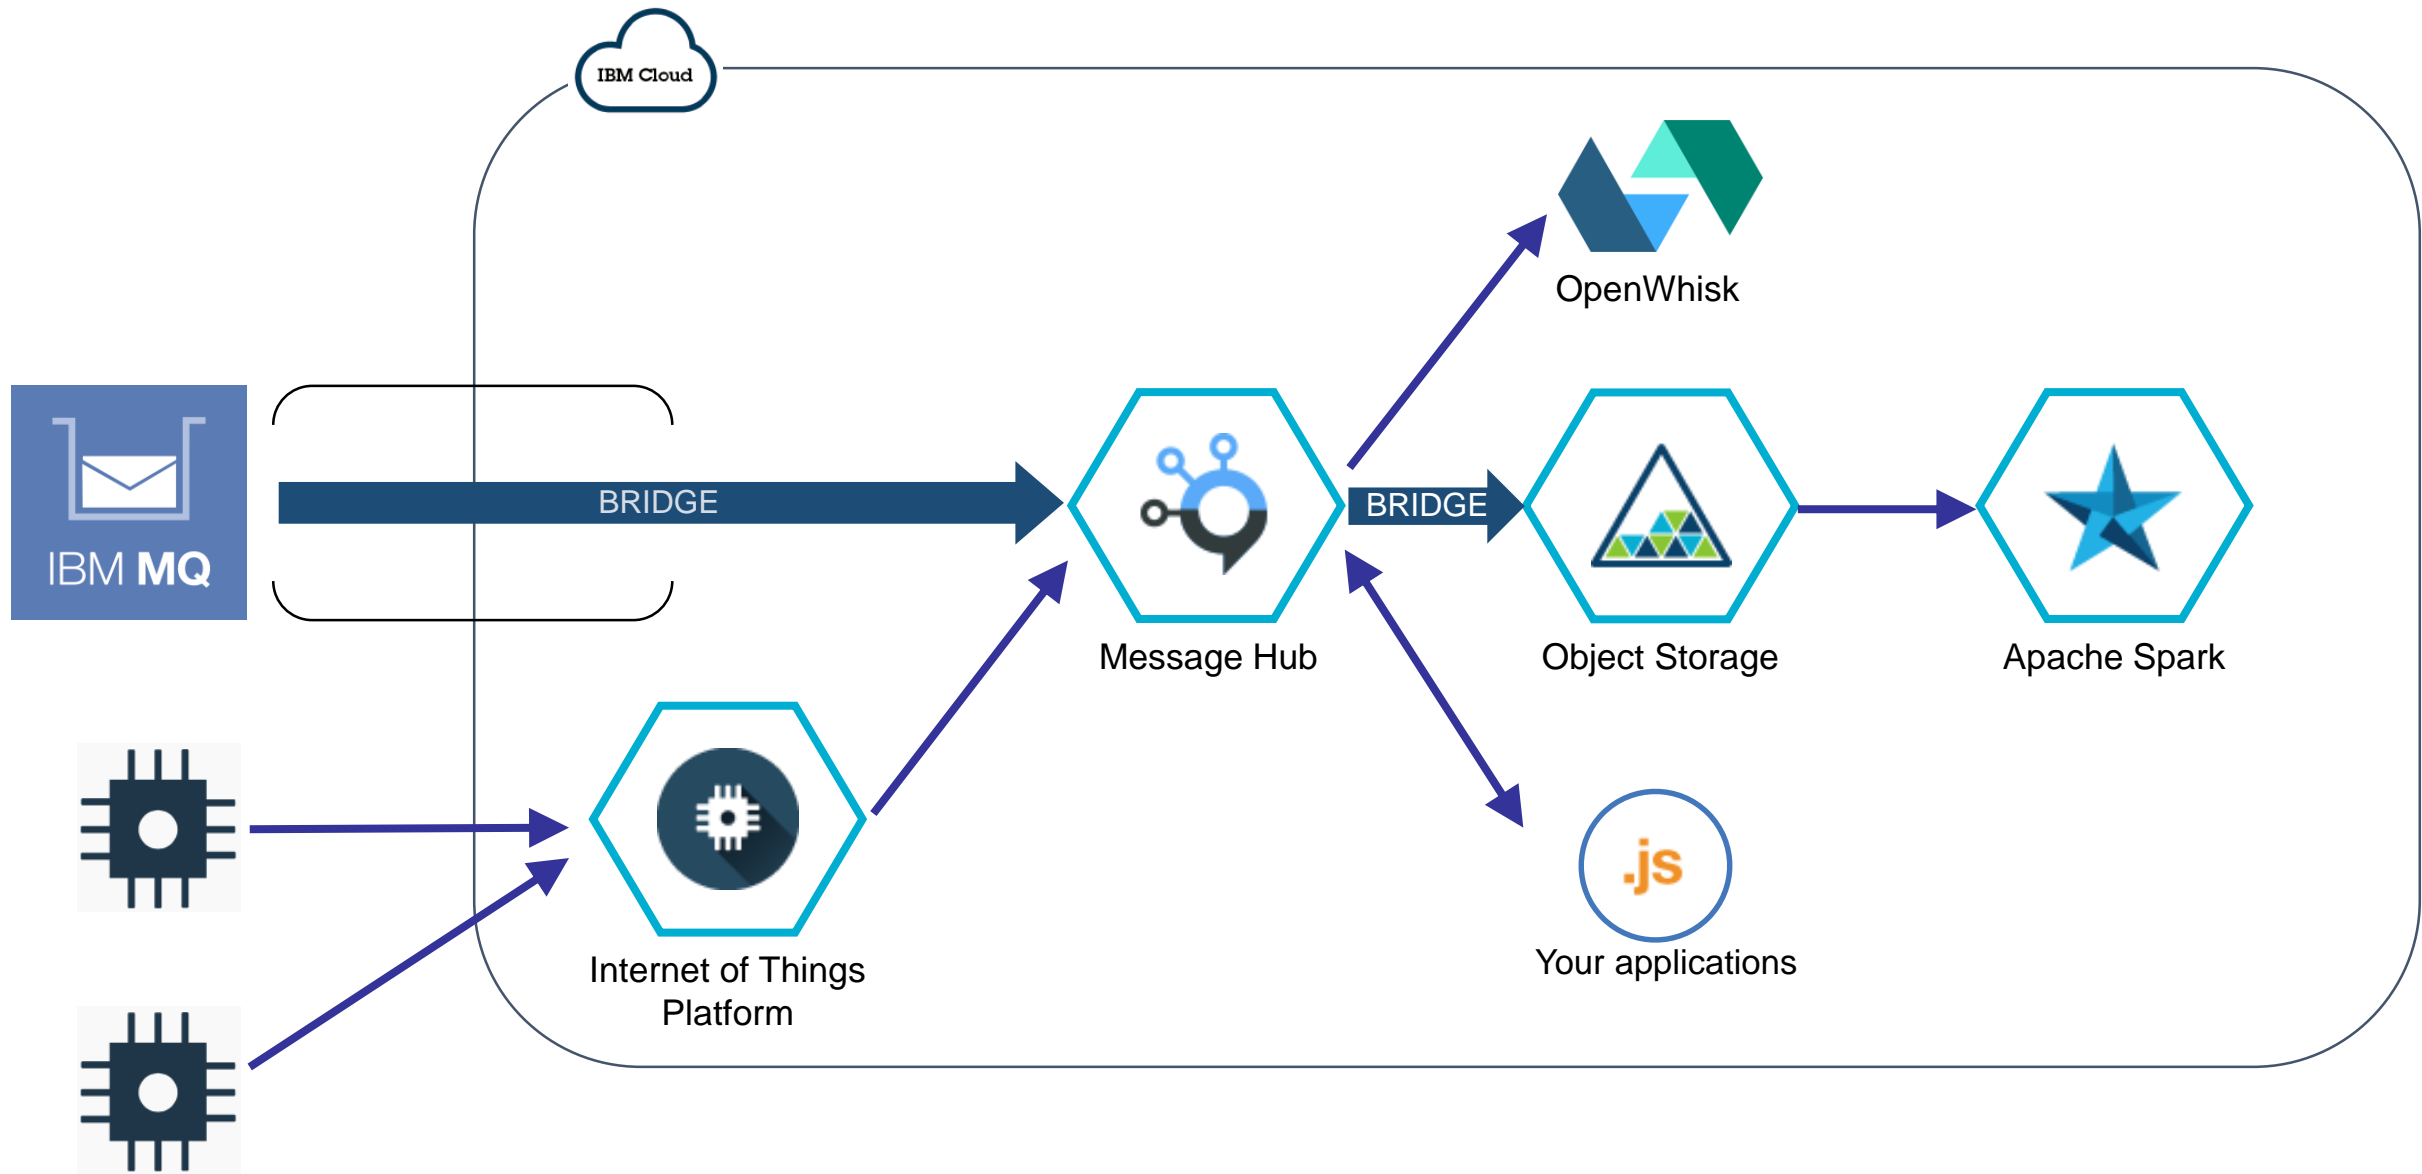 IBM Cloud
OpenWhisk
BRIDGE
BRIDGE
IBM MQ
Message Hub
Object Storage
Apache Spark
.js
Internet of Things
Platform
Your applications